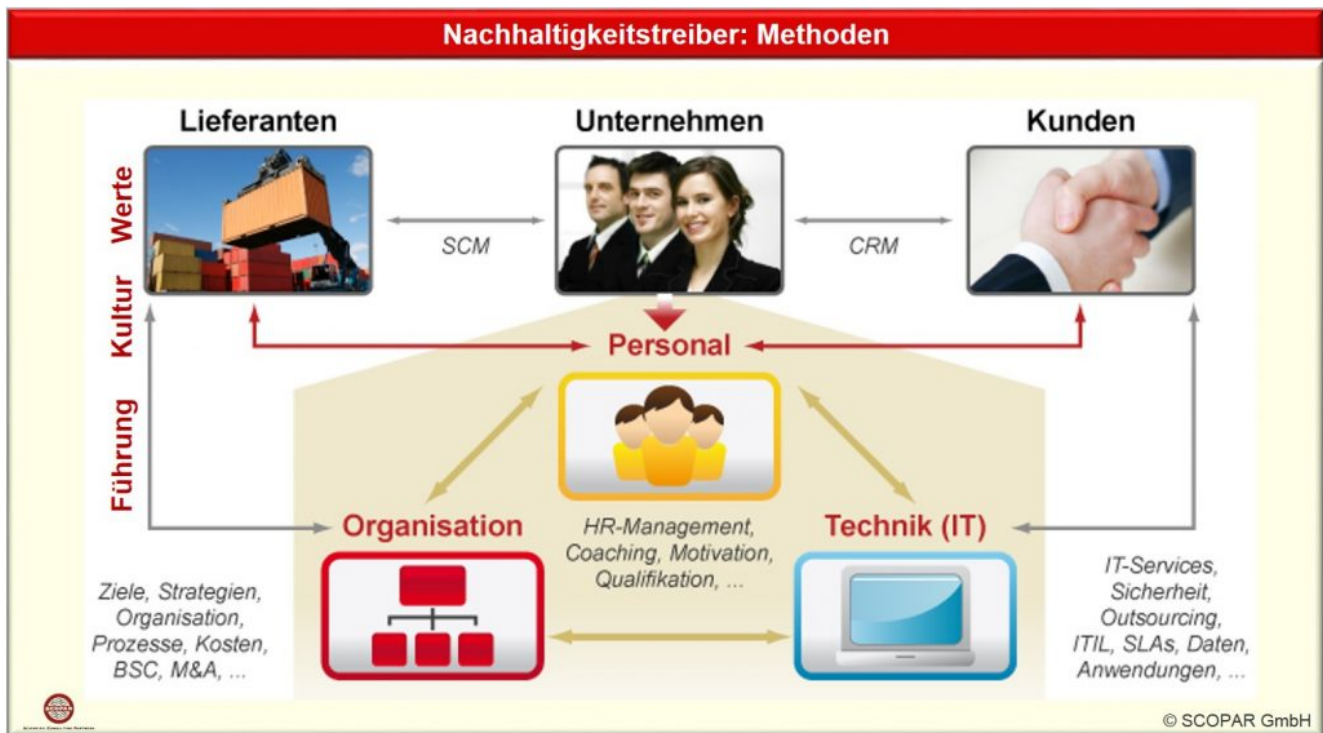 Nachhaltigkeitstreiber: Methoden
Lieferanten
Unternehmen
Kunden
Werte
Kultur
Führung
SCM
CRM
Personal
Organisation
HR-Management,
Coaching, Motivation,
Qualifikation, ...
Technik (IT)
Ziele, Strategien,
Organisation,
Prozesse, Kosten,
BSC, M&A, ...
IT-Services,
Sicherheit,
Outsourcing,
ITIL, SLAs, Daten,
Anwendungen, ...
SCOPAR
© SCOPAR GmbH